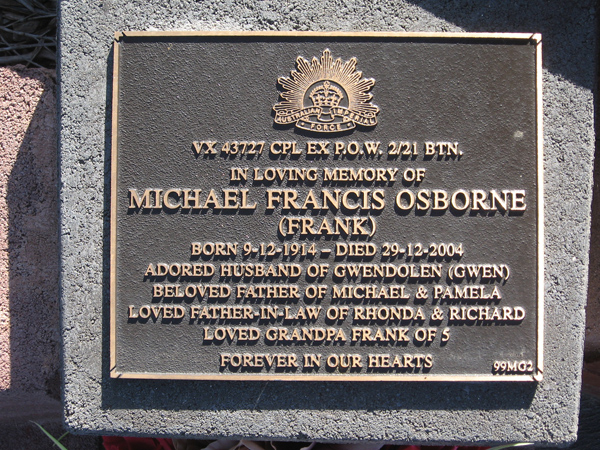 AUSTRALIAN IMPERIAL
FORCE
VX 43727 CPL EX P.O.W. 2/21 BTN.
IN LOVING MEMORY OF
MICHAEL FRANCIS OSBORNE
(FRANK)
BORN 9-12-1914 – DIED 29-12-2004
ADORED HUSBAND OF GWENDOLEN (GWEN)
BELOVED FATHER OF MICHAEL & PAMELA
LOVED FATHER-IN-LAW OF RHONDA & RICHARD
LOVED GRANDPA FRANK OF 5
FOREVER IN OUR HEARTS
99MG2